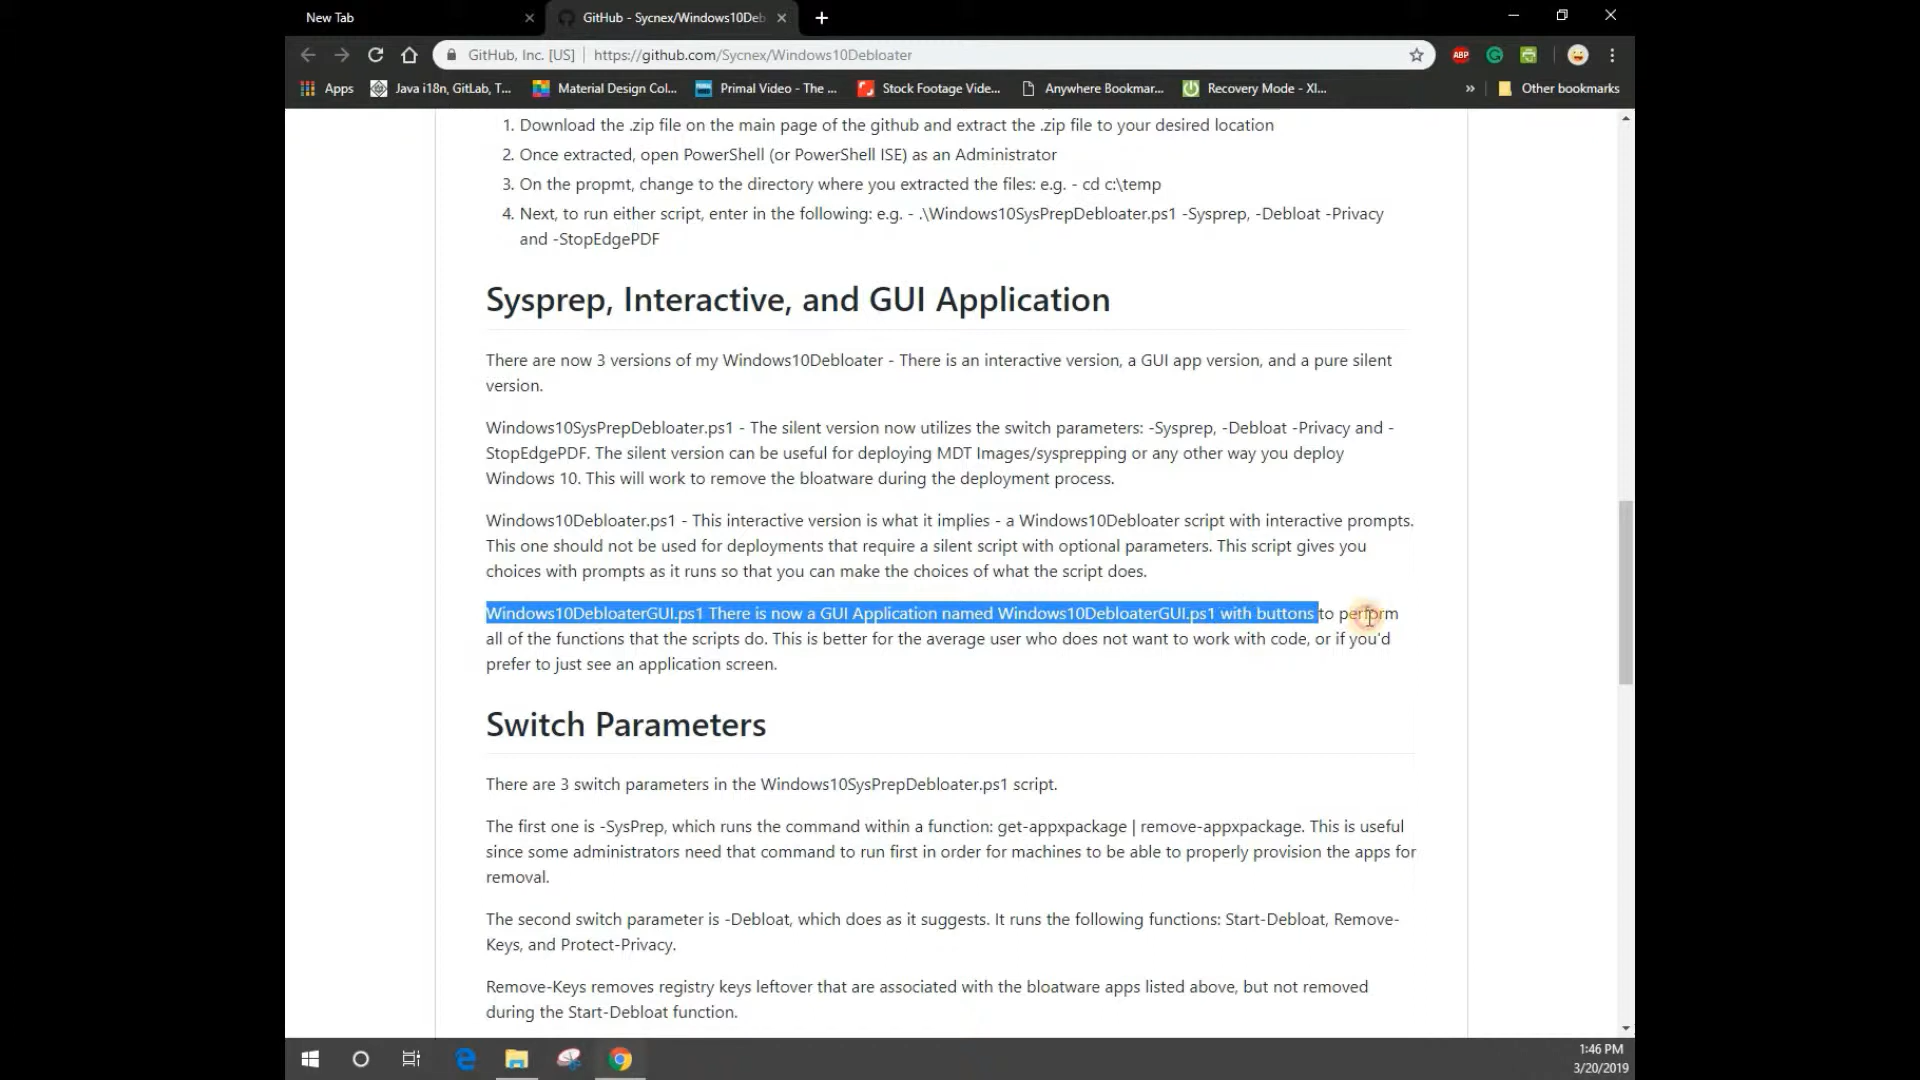 New Tab
GitHub - Sycnex/Windows10Deb
GitHub, Inc. [US] | https://github.com/Sycnex/Windows10Debloater
ABP
Apps
Java i18n, GitLab, T...
Material Design Col...
Primal Video - The ...
Stock Footage Vide...
Anywhere Bookmar...
Recovery Mode - Xl...
»
Other bookmarks
1. Download the .zip file on the main page of the github and extract the .zip file to your desired location
2. Once extracted, open PowerShell (or PowerShell ISE) as an Administrator
3. On the propmt, change to the directory where you extracted the files: e.g. - cd c:\temp
4. Next, to run either script, enter in the following: e.g. - .\Windows10SysPrepDebloater.ps1 -Sysprep, -Debloat -Privacy
and -StopEdgePDF
Sysprep, Interactive, and GUI Application
There are now 3 versions of my Windows10Debloater - There is an interactive version, a GUI app version, and a pure silent
version.
Windows10SysPrepDebloater.ps1 - The silent version now utilizes the switch parameters: -Sysprep, -Debloat -Privacy and -
StopEdgePDF. The silent version can be useful for deploying MDT Images/sysprepping or any other way you deploy
Windows 10. This will work to remove the bloatware during the deployment process.
Windows10Debloater.ps1 - This interactive version is what it implies - a Windows10Debloater script with interactive prompts.
This one should not be used for deployments that require a silent script with optional parameters. This script gives you
choices with prompts as it runs so that you can make the choices of what the script does.
Windows10DebloaterGUI.ps1 There is now a GUI Application named Windows10DebloaterGUI.ps1 with buttons to perform
all of the functions that the scripts do. This is better for the average user who does not want to work with code, or if you'd
prefer to just see an application screen.
Switch Parameters
There are 3 switch parameters in the Windows10SysPrepDebloater.ps1 script.
The first one is -SysPrep, which runs the command within a function: get-appxpackage | remove-appxpackage. This is useful
since some administrators need that command to run first in order for machines to be able to properly provision the apps for
removal.
The second switch parameter is -Debloat, which does as it suggests. It runs the following functions: Start-Debloat, Remove-
Keys, and Protect-Privacy.
Remove-Keys removes registry keys leftover that are associated with the bloatware apps listed above, but not removed
during the Start-Debloat function.
1:46 PM
3/20/2019